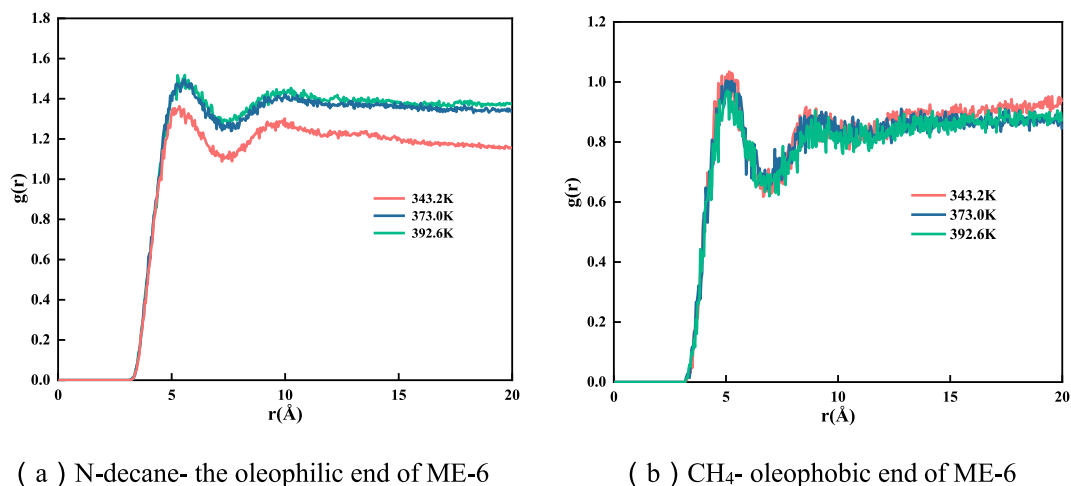 1.8
1.6
1.4
1.2
1.0
0.8
0.6
0.4
0.2
0.0
g(r)
0 5 10 15 20
r(Å)
343.2K
373.0K
392.6K
( a ) N-decane- the oleophilic end of ME-6
1.2
1.0
0.8
0.6
0.4
0.2
0.0
g(r)
0 5 10 15 20
r(Å)
343.2K
373.0K
392.6K
( b ) CH₄- oleophobic end of ME-6